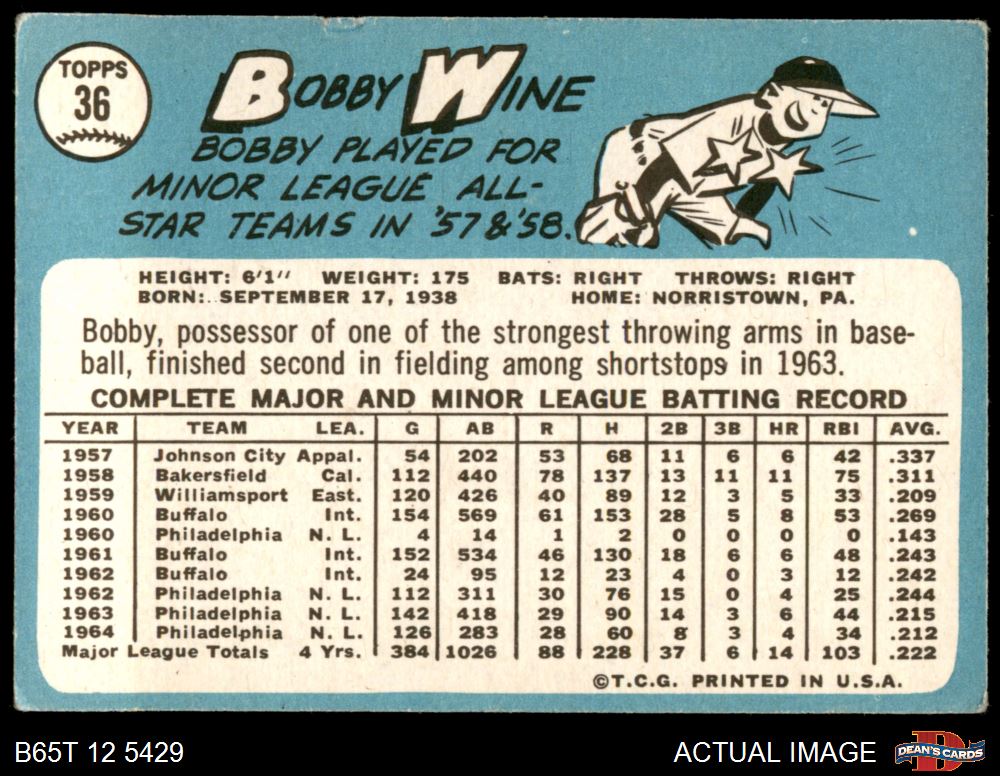 TOPPS
36
BOBBY WINE
BOBBY PLAYED FOR
MINOR LEAGUE ALL-
STAR TEAMS IN '57 & '58.
HEIGHT: 6'1" WEIGHT: 175 BATS: RIGHT THROWS: RIGHT
BORN: SEPTEMBER 17, 1938 HOME: NORRISTOWN, PA.
Bobby, possessor of one of the strongest throwing arms in base-
ball, finished second in fielding among shortstops in 1963.
COMPLETE MAJOR AND MINOR LEAGUE BATTING RECORD
YEAR TEAM LEA. G AB R H 2B 3B HR RBI AVG.
1957 Johnson City Appal. 54 202 53 68 11 6 6 42 .337
1958 Bakersfield Cal. 112 440 78 137 13 11 11 75 .311
1959 Williamsport East. 120 426 40 89 12 3 5 33 .209
1960 Buffalo Int. 154 569 61 153 28 5 8 53 .269
1960 Philadelphia N. L. 4 14 1 2 0 0 0 0 .143
1961 Buffalo Int. 152 534 46 130 18 6 6 48 .243
1962 Buffalo Int. 24 95 12 23 4 0 3 12 .242
1962 Philadelphia N. L. 112 311 30 76 15 0 4 25 .244
1963 Philadelphia N. L. 142 418 29 90 14 3 6 44 .215
1964 Philadelphia N. L. 126 283 28 60 8 3 4 34 .212
Major League Totals 4 Yrs. 384 1026 88 228 37 6 14 103 .222
©T.C.G. PRINTED IN U.S.A.
B65T 12 5429 ACTUAL IMAGE DEAN'S CARDS